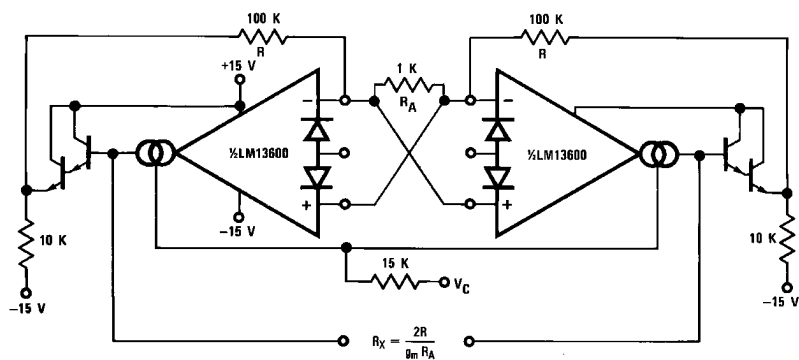 100 K
R
100 K
R
+15 V
1 K
R_A
−
−
½LM13600
½LM13600
+
+
10 K
−15 V
−15 V
15 K
V_C
10 K
−15 V
R_X = 2R / g_m R_A